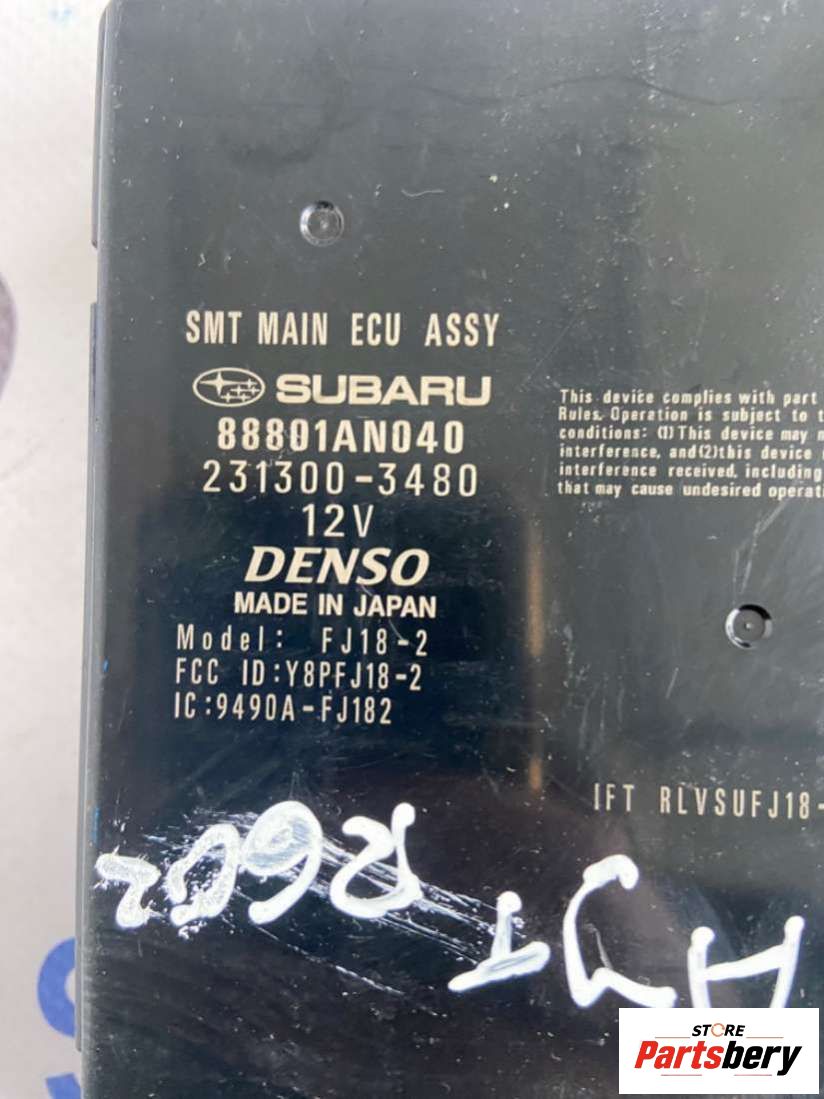 SMT MAIN ECU ASSY
SUBARU
88801AN040
231300-3480
12V
DENSO
MADE IN JAPAN
Model: FJ18-2
FCC ID:Y8PFJ18-2
IC:9490A-FJ182
This device complies with part
Rules. Operation is subject to
conditions: (1)This device may
interference, and(2)this device
interference received, including
that may cause undesired
IFT RLVSUFJ18-
STORE
Partsbery